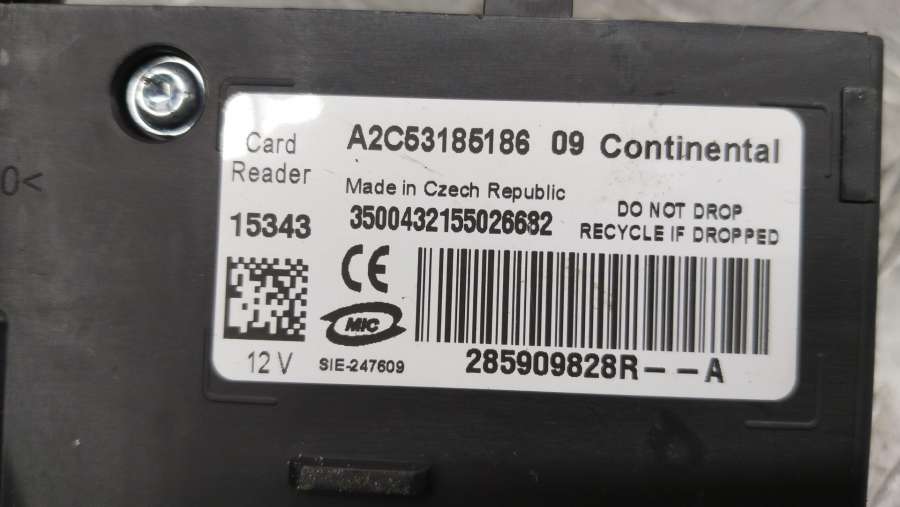 0<
Card
Reader
A2C53185186 09 Continental
Made in Czech Republic
15343
3500432155026682
DO NOT DROP
RECYCLE IF DROPPED
CE
MIC
12 V
SIE-247609
285909828R--A